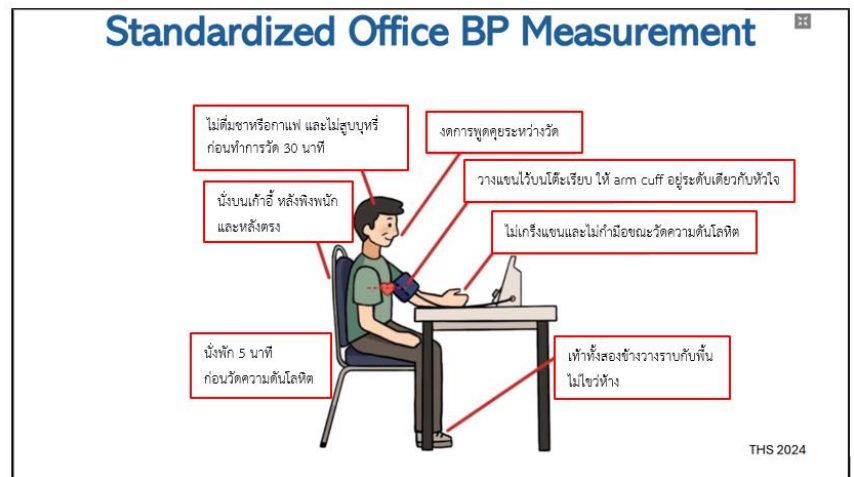 Standardized Office BP Measurement
ไม่ดื่มชาหรือกาแฟ และไม่สูบบุหรี่
ก่อนทำการวัด 30 นาที
งดการพูดคุยระหว่างวัด
วางแขนไว้บนโต๊ะเรียบ ให้ arm cuff อยู่ระดับเดียวกับหัวใจ
นั่งบนเก้าอี้ หลังพิงพนัก
และหลังตรง
ไม่เกร็งแขนและไม่กำมือขณะวัดความดันโลหิต
นั่งพัก 5 นาที
ก่อนวัดความดันโลหิต
เท้าทั้งสองข้างวางราบกับพื้น
ไม่ไขว่ห้าง
THS 2024